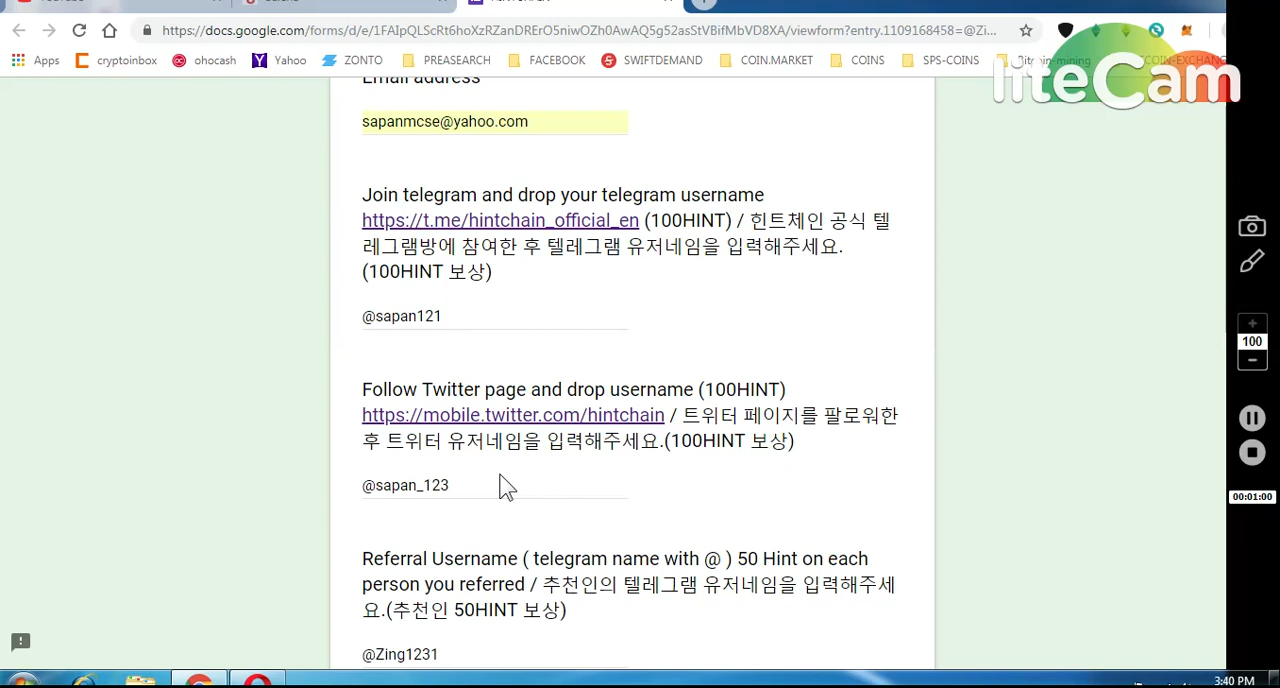 https://docs.google.com/forms/d/e/1FAIpQLScRt6hoXzRZanDRErO5niwOZh0AwAQ5g52asStVBifMbVD8XA/viewform?entry.1109168458=@Zi...
Apps cryptoinbox ohocash Yahoo ZONTO PREASEARCH FACEBOOK SWIFTDEMAND COIN.MARKET COINS SPS-COINS Bitcoin-mining COIN-EXCHANG
liteCam
Email address
sapanmcse@yahoo.com
Join telegram and drop your telegram username
https://t.me/hintchain_official_en (100HINT) / 힌트체인 공식 텔
레그램방에 참여한 후 텔레그램 유저네임을 입력해주세요.
(100HINT 보상)
@sapan121
100
Follow Twitter page and drop username (100HINT)
https://mobile.twitter.com/hintchain / 트위터 페이지를 팔로워한
후 트위터 유저네임을 입력해주세요.(100HINT 보상)
@sapan_123
00:01:00
Referral Username ( telegram name with @ ) 50 Hint on each
person you referred / 추천인의 텔레그램 유저네임을 입력해주세
요.(추천인 50HINT 보상)
@Zing1231
3:40 PM